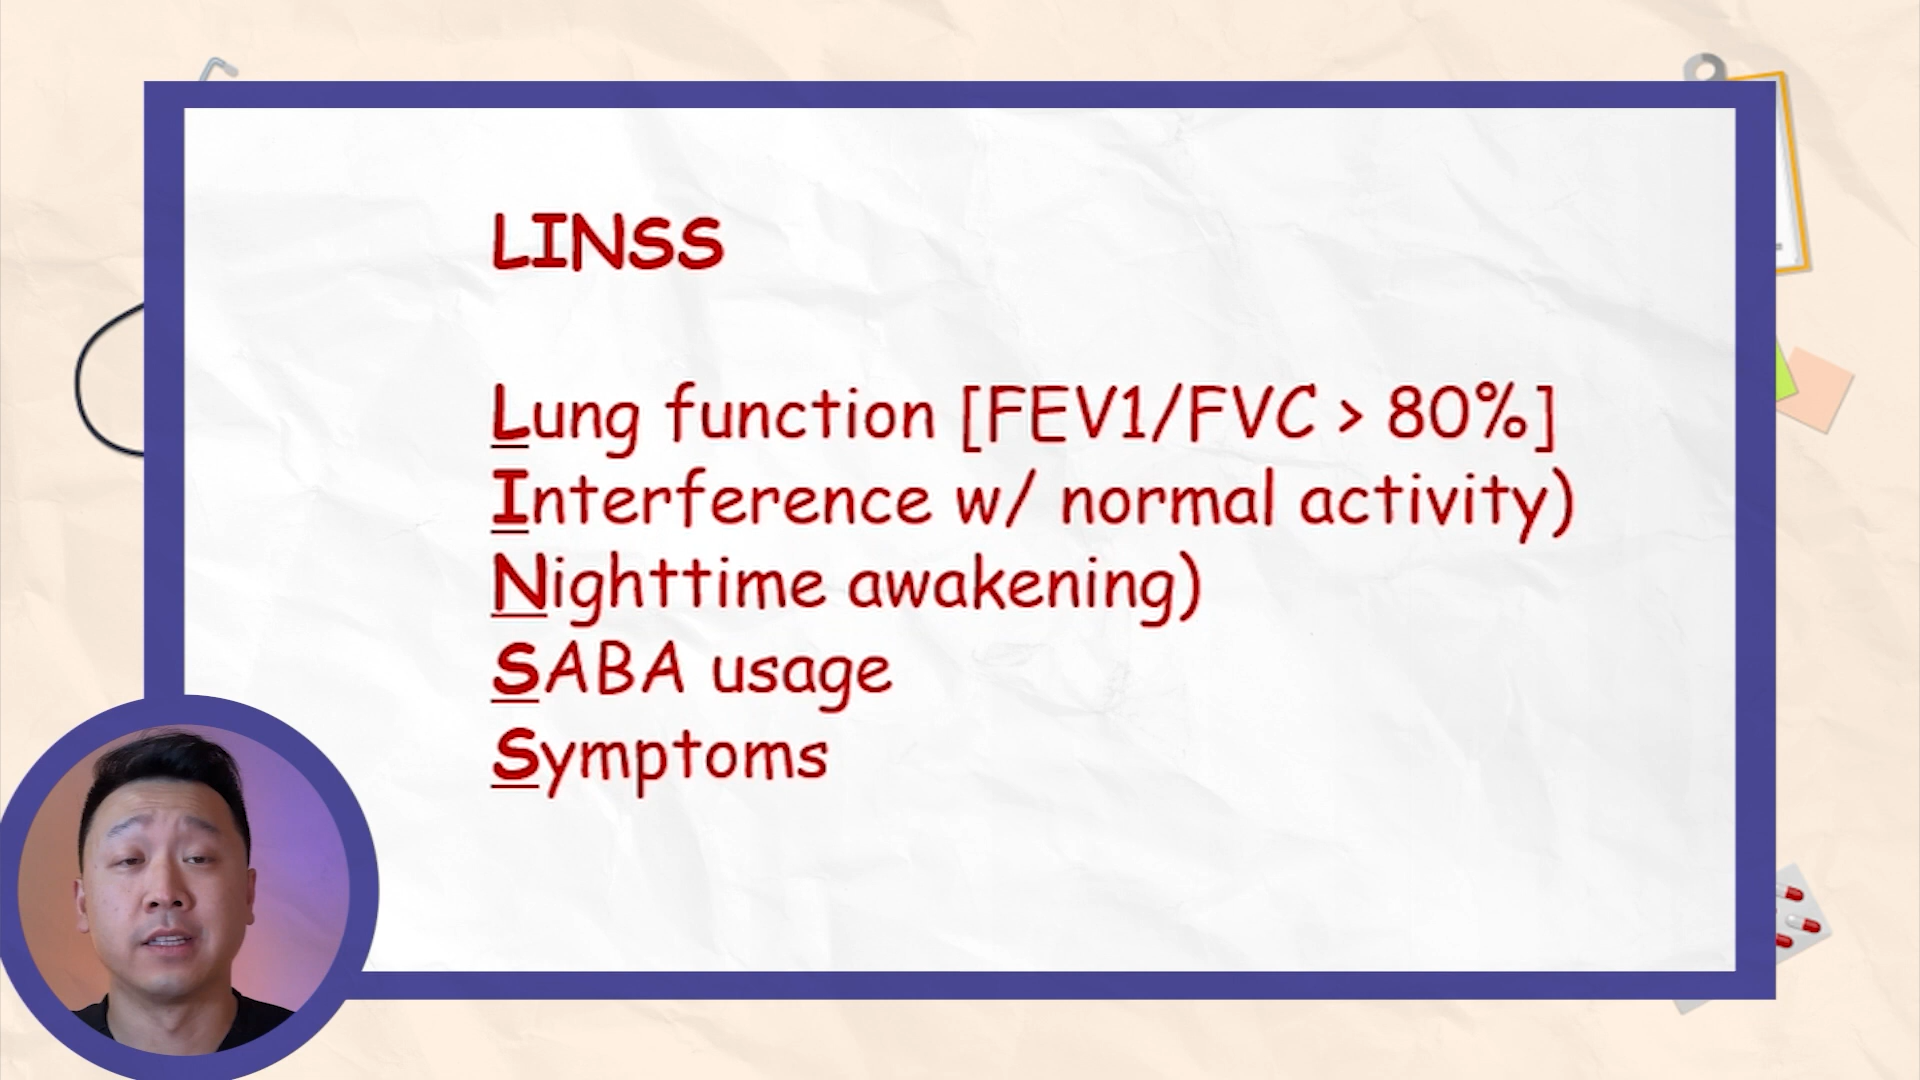 LINSS
Lung function [FEV1/FVC > 80%]
Interference w/ normal activity)
Nighttime awakening)
SABA usage
Symptoms